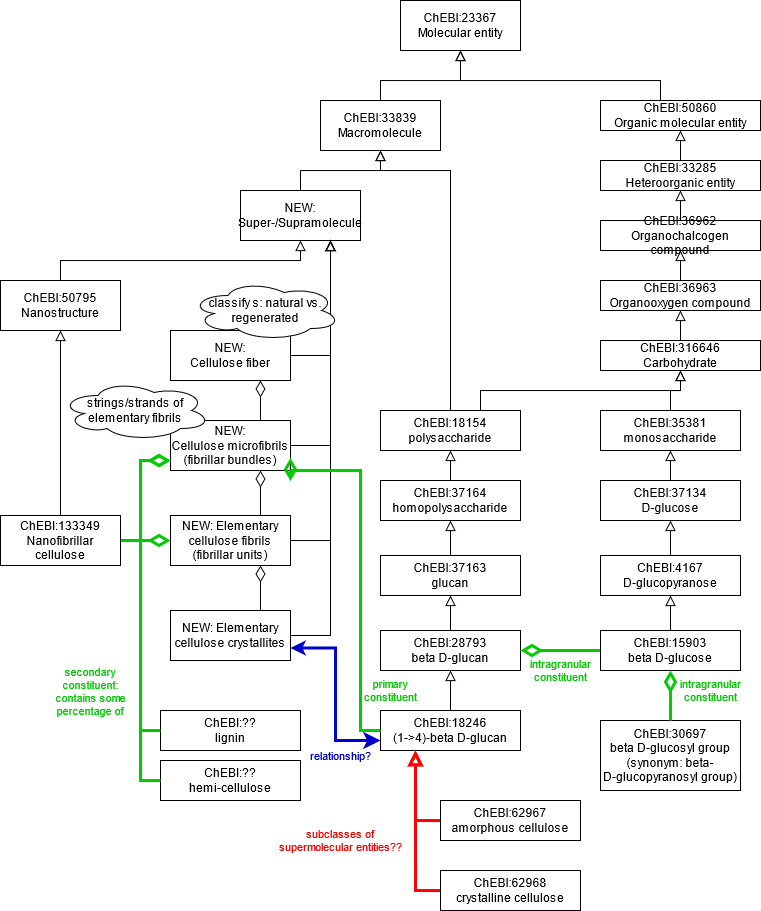 ChEBI:23367
Molecular entity
ChEBI:33839
Macromolecule
ChEBI:50860
Organic molecular entity
ChEBI:33285
Heteroorganic entity
NEW:
Super-/Supramolecule
ChEBI:36962
Organochalcogen
compound
ChEBI:50795
Nanostructure
classifys: natural vs.
regenerated
ChEBI:36963
Organooxygen compound
NEW:
Cellulose fiber
ChEBI:316646
Carbohydrate
strings/strands of
elementary fibrils
NEW:
Cellulose microfibrils
(fibrillar bundles)
ChEBI:18154
polysaccharide
ChEBI:35381
monosaccharide
ChEBI:37164
homopolysaccharide
ChEBI:37134
D-glucose
ChEBI:133349
Nanofibrillar
cellulose
NEW: Elementary
cellulose fibrils
(fibrillar units)
ChEBI:37163
glucan
ChEBI:4167
D-glucopyranose
NEW: Elementary
cellulose crystallites
ChEBI:28793
beta D-glucan
intragranular
constituent
ChEBI:15903
beta D-glucose
secondary
constituent:
contains some
percentage of
primary
constituent
intragranular
constituent
ChEBI:??
lignin
ChEBI:18246
(1->4)-beta D-glucan
relationship?
ChEBI:30697
beta D-glucosyl group
(synonym: beta-
D-glucopyranosyl group)
ChEBI:??
hemi-cellulose
ChEBI:62967
amorphous cellulose
subclasses of
supermolecular entities??
ChEBI:62968
crystalline cellulose